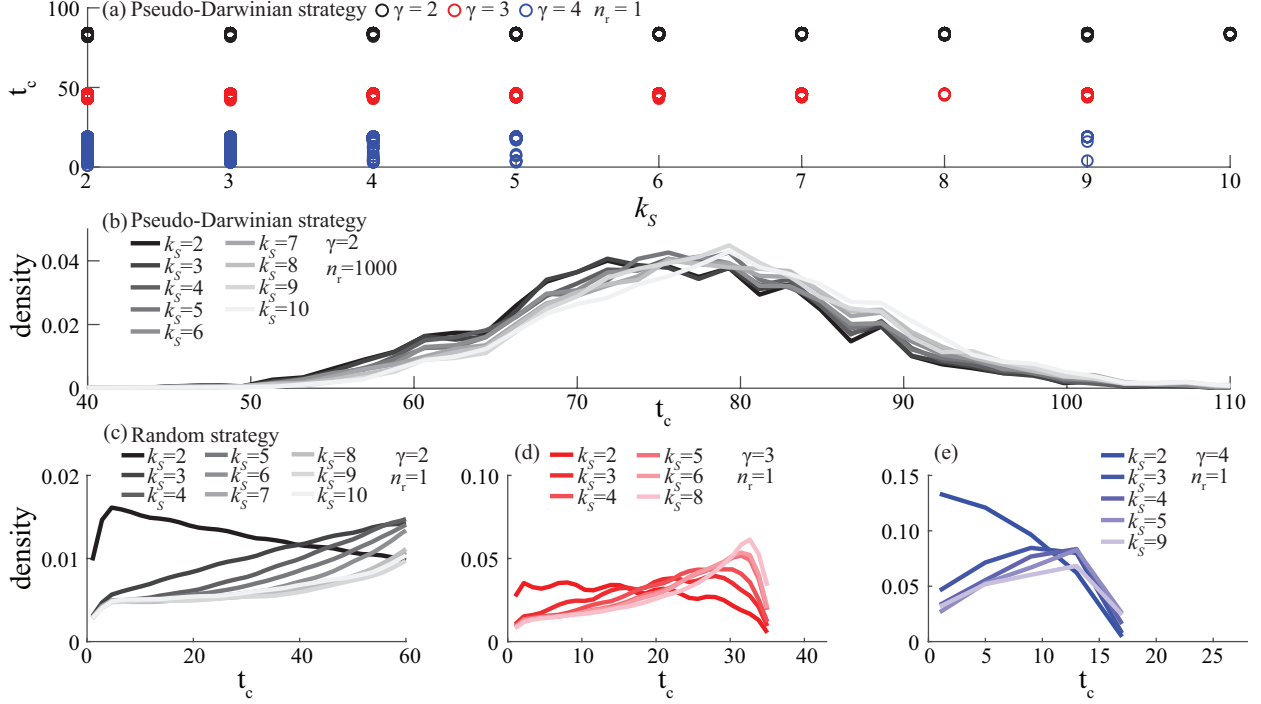 (a) Pseudo-Darwinian strategy γ = 2 γ = 3 γ = 4 n_r = 1
100
50
0
t_c
2 3 4 5 6 7 8 9 10
k_S
(b) Pseudo-Darwinian strategy
k_S=2 k_S=7 γ=2
k_S=3 k_S=8 n_r=1000
k_S=4 k_S=9
k_S=5 k_S=10
k_S=6
0.04
0.02
0
density
40 50 60 70 80 90 100 110
t_c
(c) Random strategy
k_S=2 k_S=5 k_S=8 γ=2
k_S=3 k_S=6 k_S=9 n_r=1
k_S=4 k_S=7 k_S=10
0.02
0.01
0
density
0 20 40 60
t_c
(d)
k_S=2 k_S=5 γ=3
k_S=3 k_S=6 n_r=1
k_S=4 k_S=8
0.10
0.05
0
0 10 20 30 40
t_c
(e)
k_S=2 γ=4
k_S=3 n_r=1
k_S=4
k_S=5
k_S=9
0.15
0.10
0.05
0
0 5 10 15 20 25
t_c